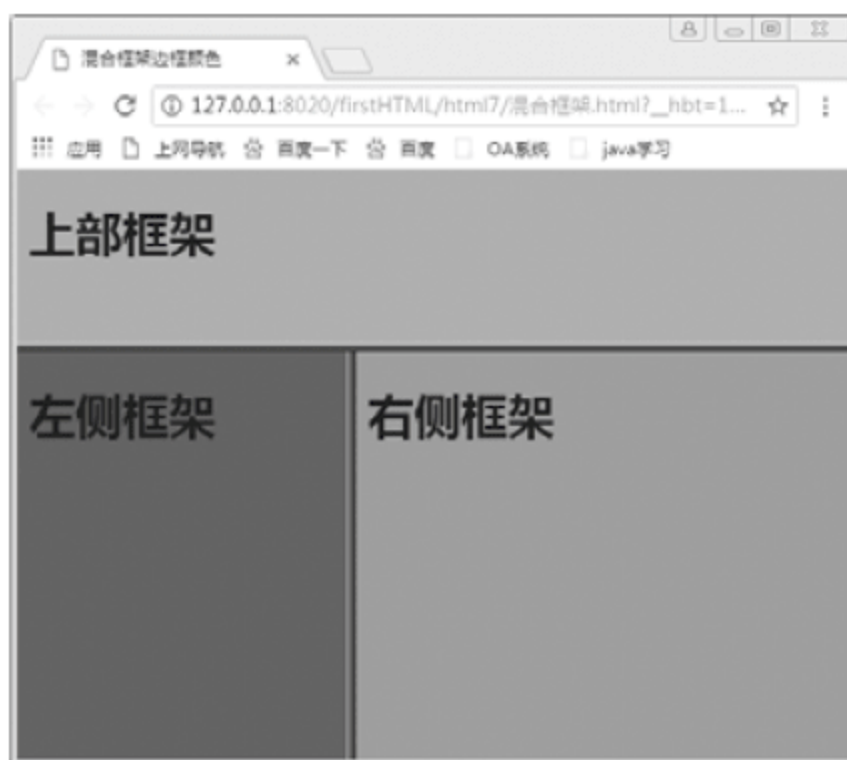 混合框架边框颜色
127.0.0.1:8020/firstHTML/html7/混合框架.html?__hbt=1...
应用 上网导航 百度一下 百度 OA系统 java学习
上部框架
左侧框架 右侧框架